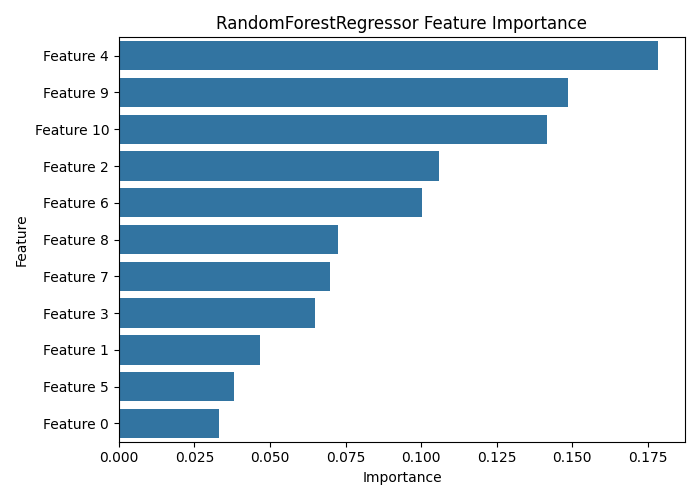 RandomForestRegressor Feature Importance
Feature 4
Feature 9
Feature 10
Feature 2
Feature 6
Feature 8
Feature 7
Feature 3
Feature 1
Feature 5
Feature 0
Feature
0.000 0.025 0.050 0.075 0.100 0.125 0.150 0.175
Importance